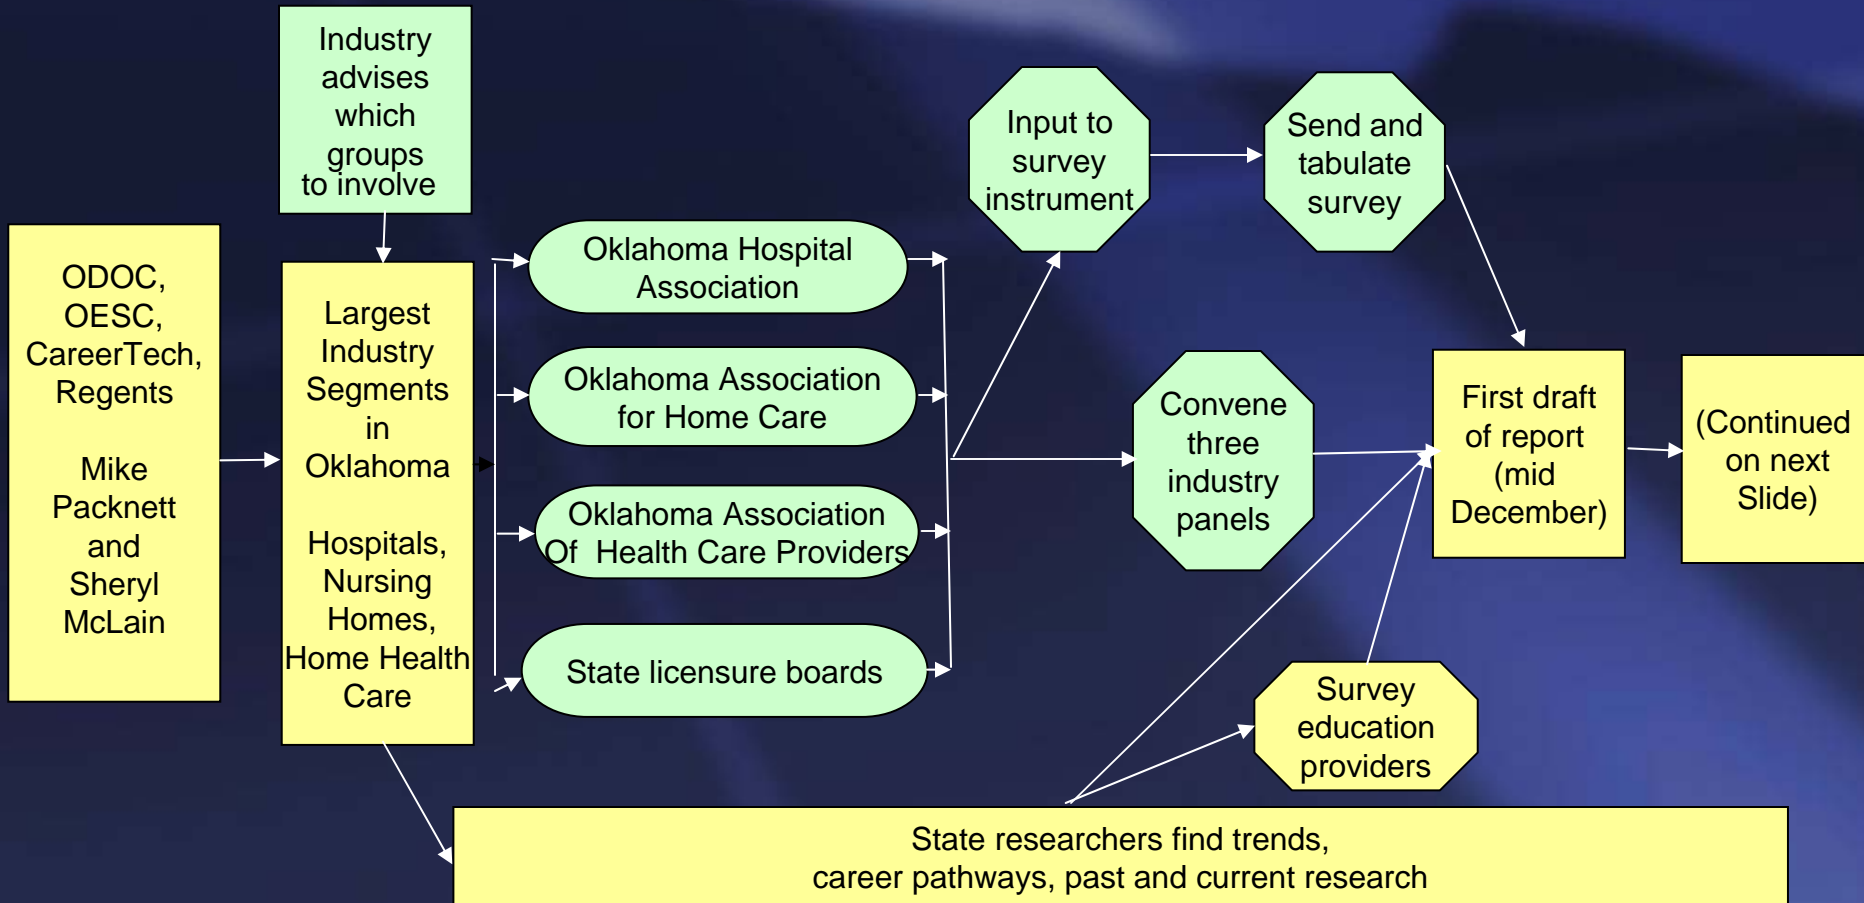 Industry
advises
which
groups
to involve
ODOC,
OESC,
CareerTech,
Regents
Mike
Packnett
and
Sheryl
McLain
Largest
Industry
Segments
in
Oklahoma
Hospitals,
Nursing
Homes,
Home Health
Care
Oklahoma Hospital
Association
Oklahoma Association
for Home Care
Oklahoma Association
Of  Health Care Providers
State licensure boards
Input to
survey
instrument
Send and
tabulate
survey
Convene
three
industry
panels
First draft
of report
(mid
December)
(Continued
on next
Slide)
Survey
education
providers
State researchers find trends,
career pathways, past and current research